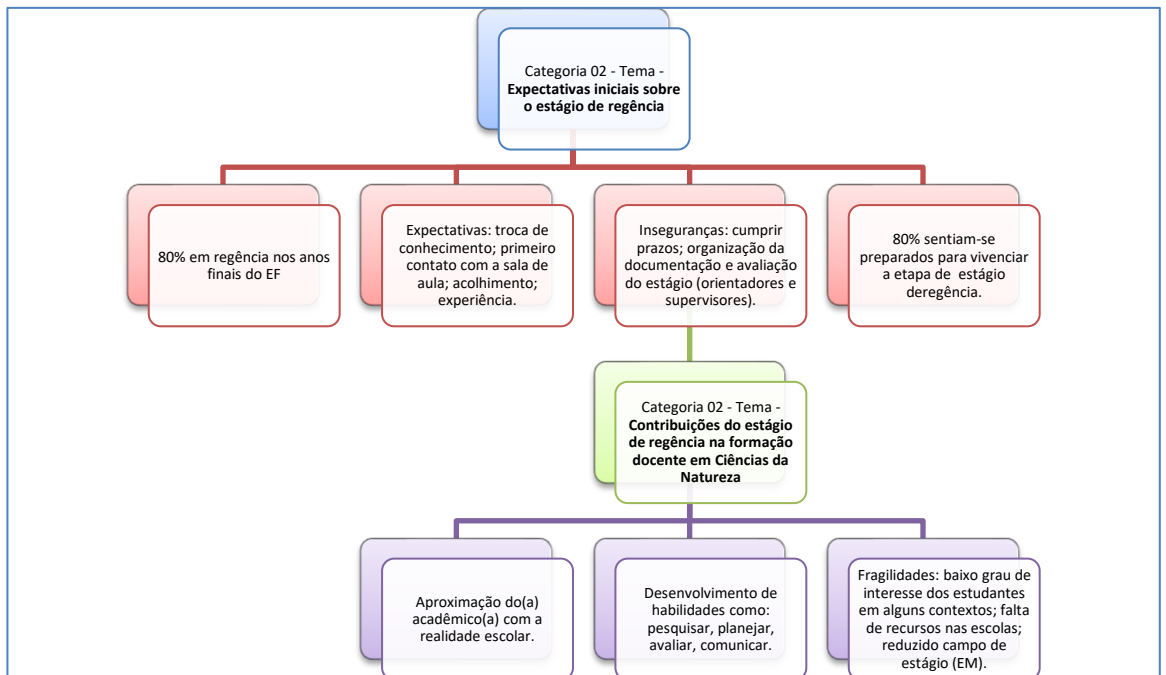 Categoria 02 - Tema -
Expectativas iniciais sobre
o estágio de regência
80% em regência nos anos
finais do EF
Expectativas: troca de
conhecimento; primeiro
contato com a sala de
aula; acolhimento;
experiência.
Inseguranças: cumprir
prazos; organização da
documentação e avaliação
do estágio (orientadores e
supervisores).
80% sentiam-se
preparados para vivenciar
a etapa de estágio
deregência.
Categoria 02 - Tema -
Contribuições do estágio
de regência na formação
docente em Ciências da
Natureza
Aproximação do(a)
acadêmico(a) com a
realidade escolar.
Desenvolvimento de
habilidades como:
pesquisar, planejar,
avaliar, comunicar.
Fragilidades: baixo grau de
interesse dos estudantes
em alguns contextos; falta
de recursos nas escolas;
reduzido campo de
estágio (EM).